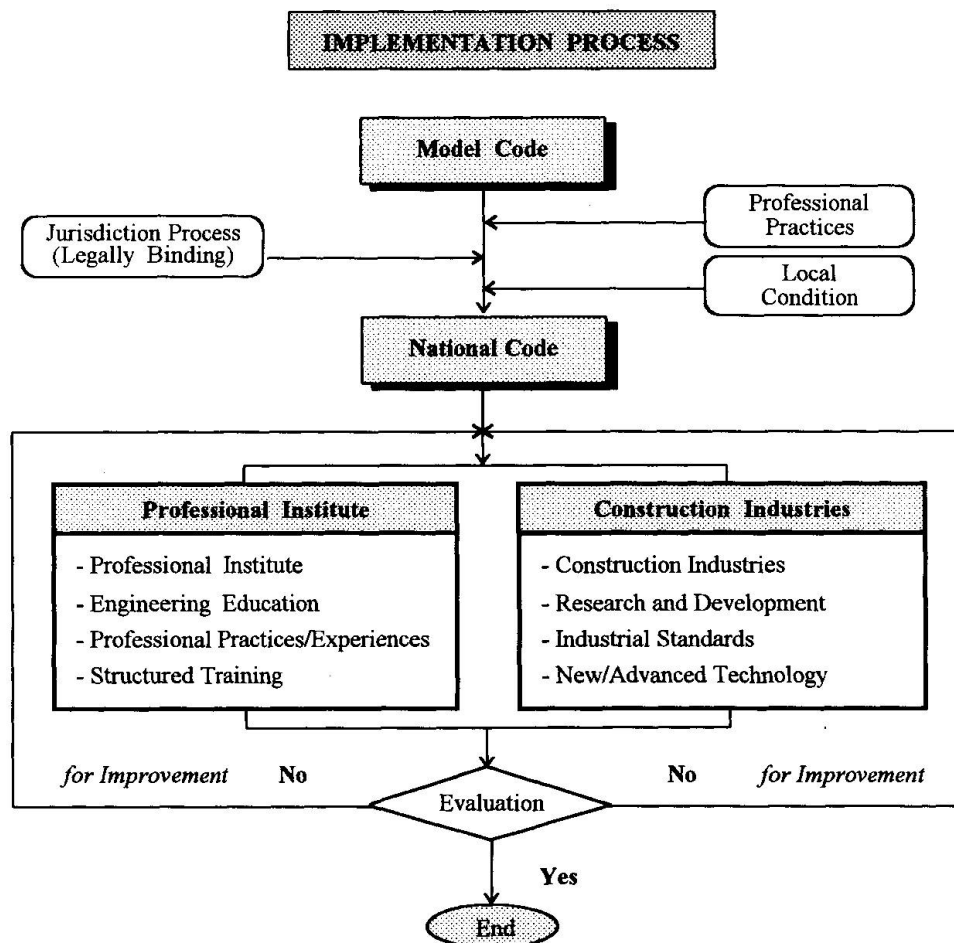 IMPLEMENTATION PROCESS
Model Code
Professional
Practices
Jurisdiction Process
(Legally Binding)
Local
Condition
National Code
Professional Institute
- Professional Institute
- Engineering Education
- Professional Practices/Experiences
- Structured Training
Construction Industries
- Construction Industries
- Research and Development
- Industrial Standards
- New/Advanced Technology
for Improvement No
No for Improvement
Evaluation
Yes
End